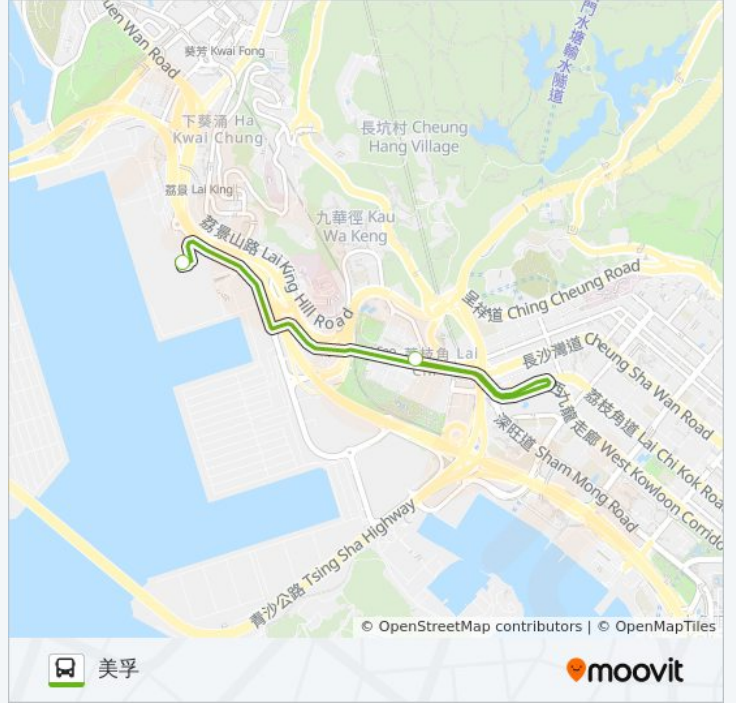 uen Wan Road
葵芳 Kwai Fong
門水塘輸水隧道
下葵涌 Ha
Kwai Chung
長坑村 Cheung
Hang Village
荔景 Lai King
九華徑 Kau
Wa Keng
荔景山路 Lai King Hill Road
呈祥道 Ching Cheung Road
荔枝角 Lai
長沙灣道 Cheung Sha Wan Road
荔枝角道 Lai Chi Kok Roa
西九龍走廊 West Kowloon Corrido
深旺道 Sham Mong Road
青沙公路 Tsing Sha Highway
© OpenStreetMap contributors | © OpenMapTiles
美孚
moovit